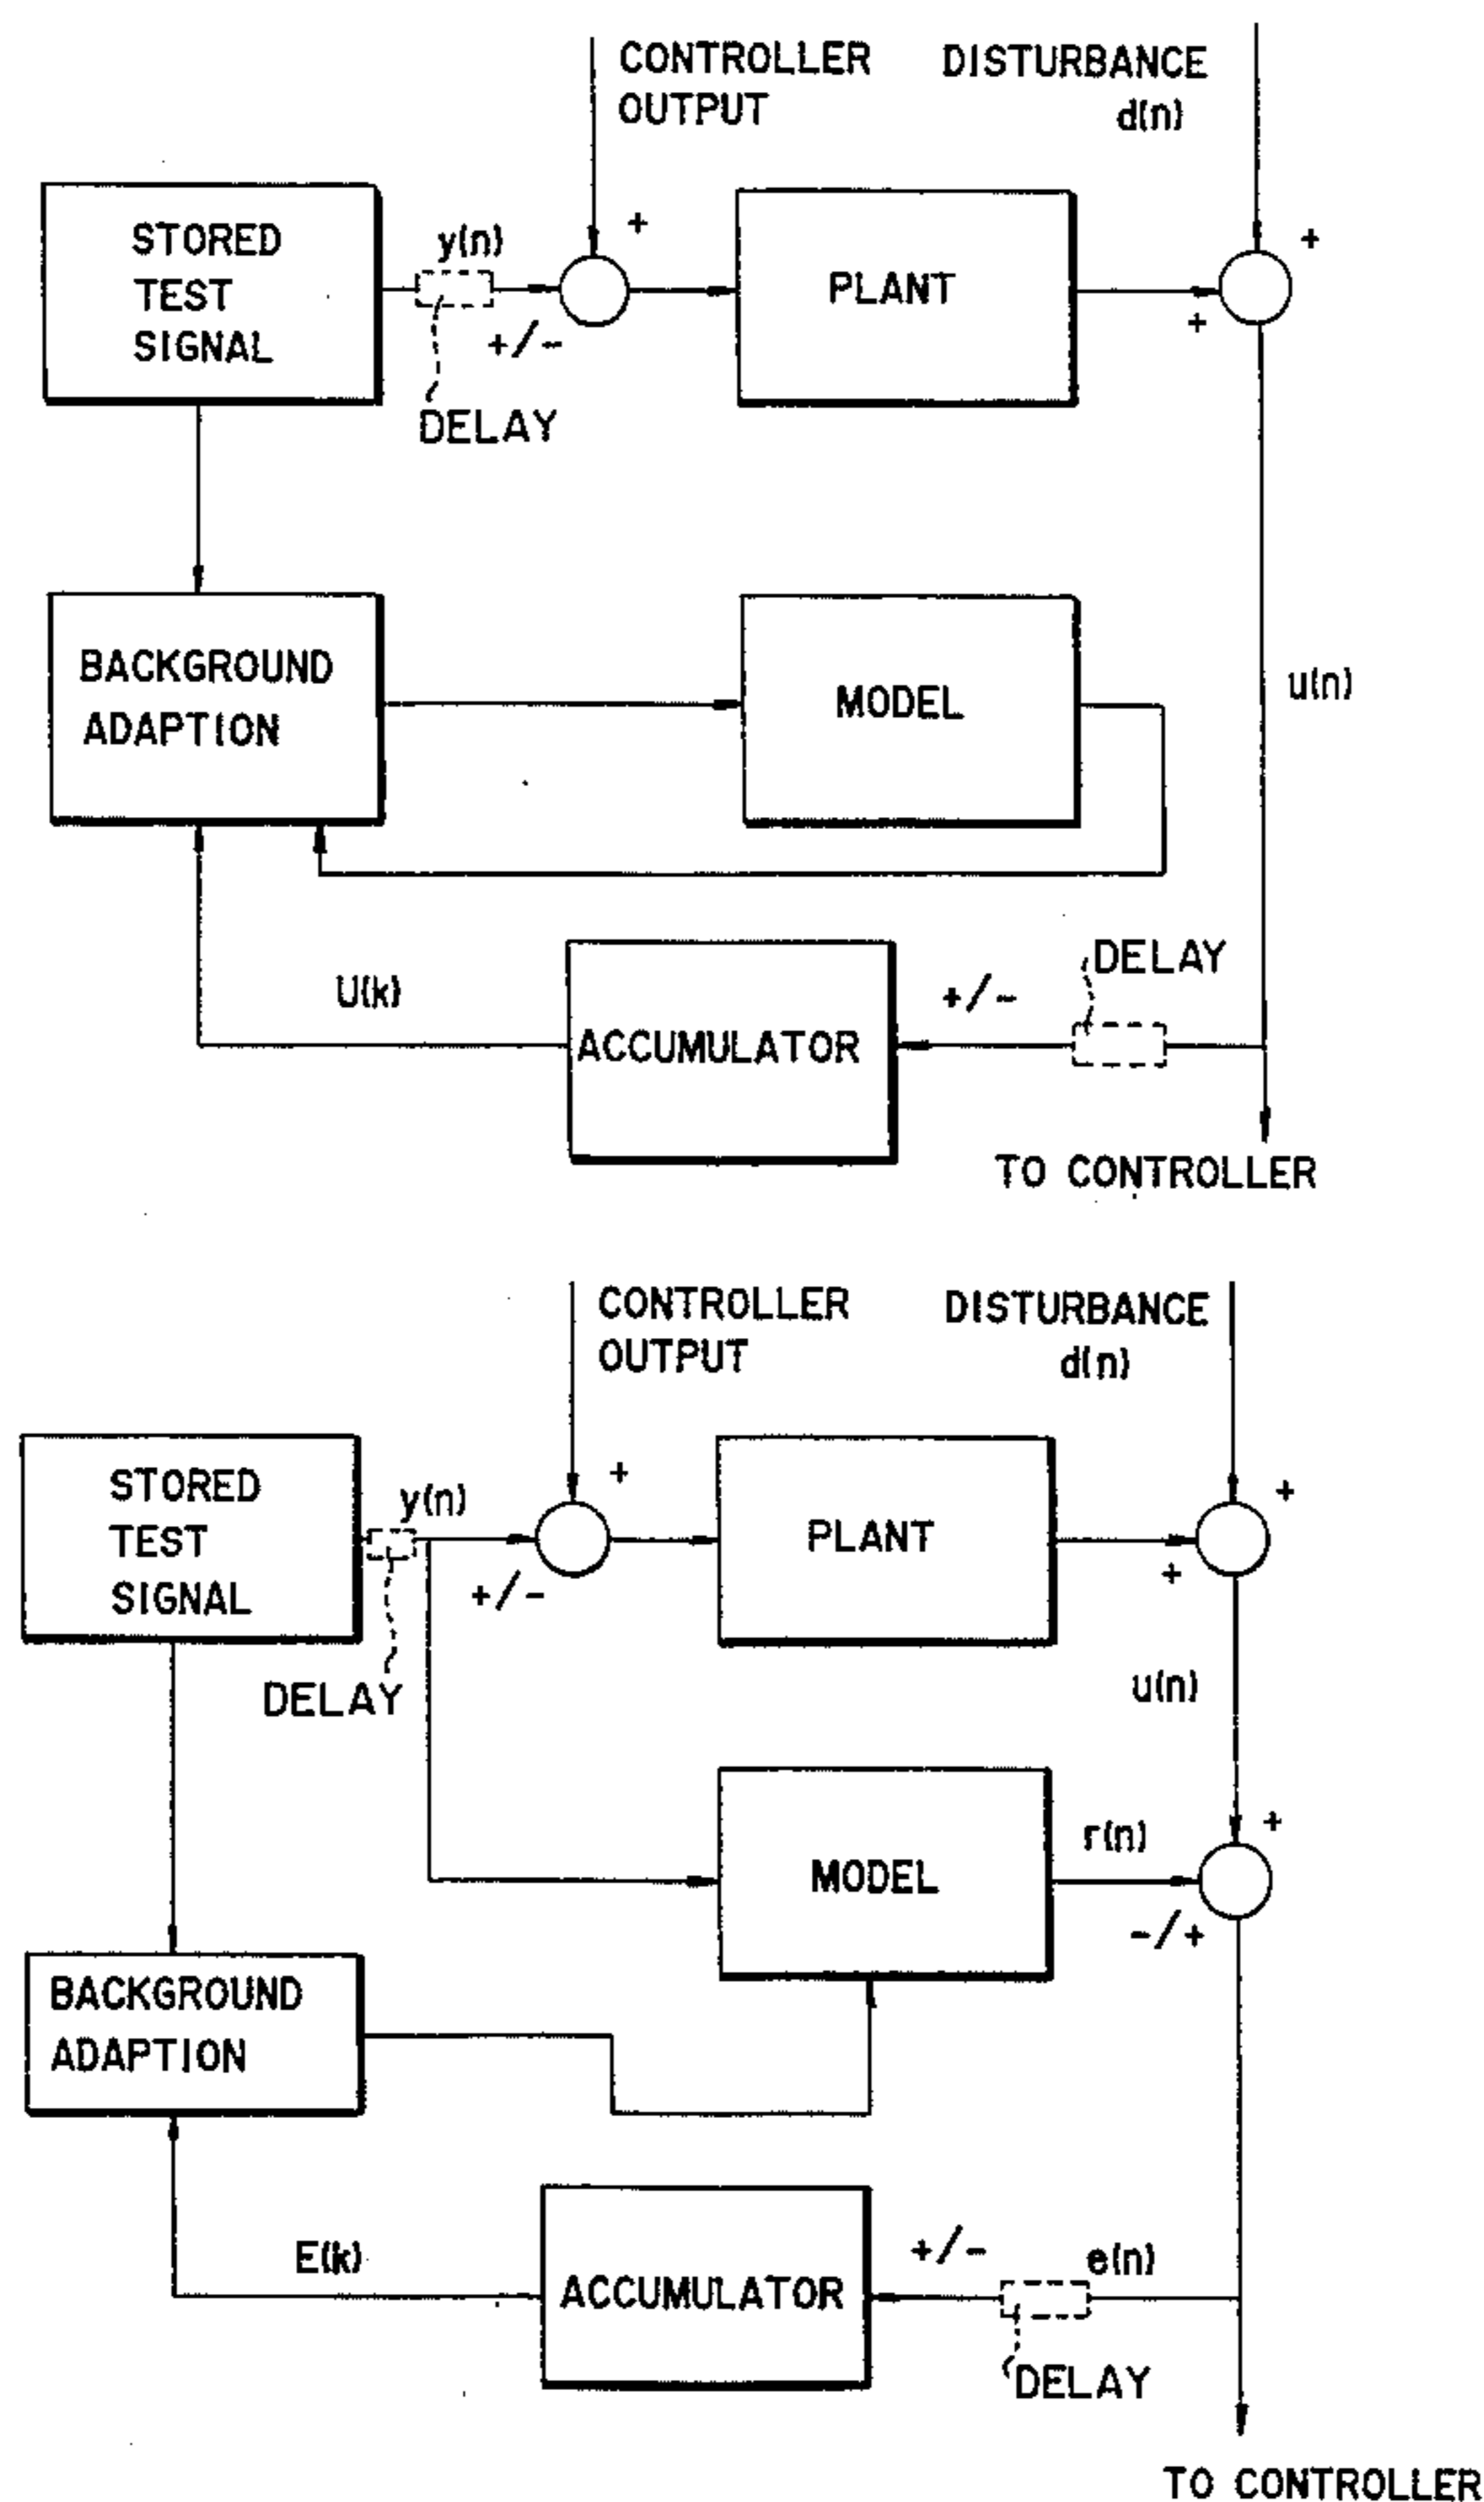 CONTROLLER
OUTPUT
DISTURBANCE
d(n)
+
+
STORED
TEST
SIGNAL
y(n)
+/-
DELAY
PLANT
+
BACKGROUND
ADAPTION
MODEL
u(n)
U(k)
ACCUMULATOR
+/-
DELAY
TO CONTROLLER
CONTROLLER
OUTPUT
DISTURBANCE
d(n)
+
+
STORED
TEST
SIGNAL
y(n)
+/-
DELAY
PLANT
+
u(n)
MODEL
r(n)
+
-/+
BACKGROUND
ADAPTION
E(k)
ACCUMULATOR
+/-
e(n)
DELAY
TO CONTROLLER